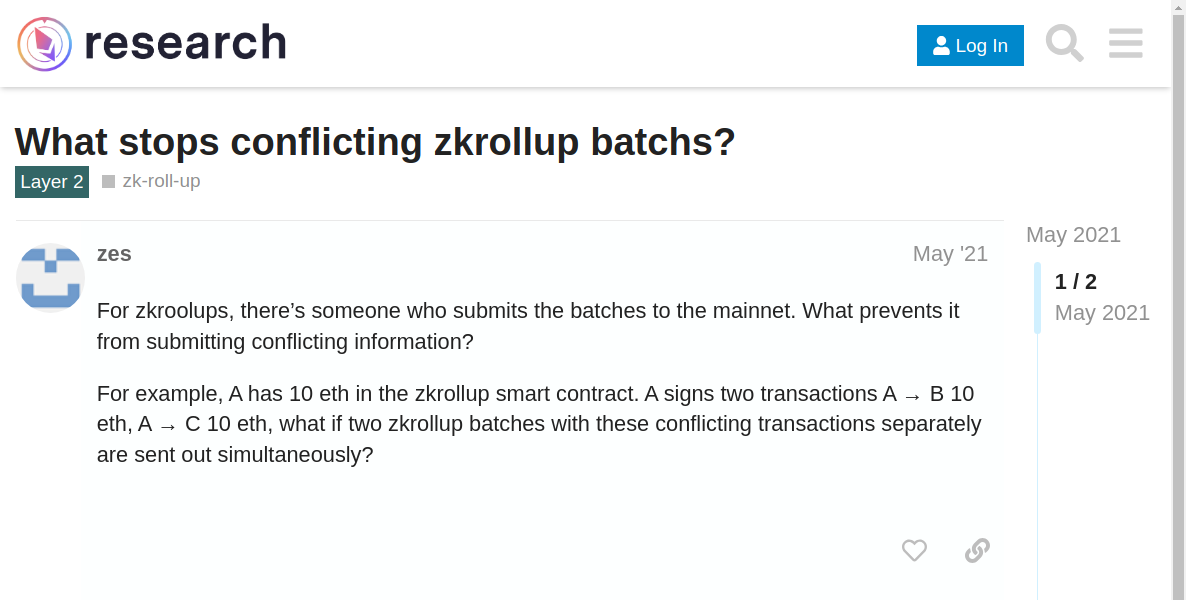 research
Log In
What stops conflicting zkrollup batchs?
Layer 2
zk-roll-up
zes
May '21
For zkroolups, there’s someone who submits the batches to the mainnet. What prevents it
from submitting conflicting information?
For example, A has 10 eth in the zkrollup smart contract. A signs two transactions A → B 10
eth, A → C 10 eth, what if two zkrollup batches with these conflicting transactions separately
are sent out simultaneously?
May 2021
1 / 2
May 2021